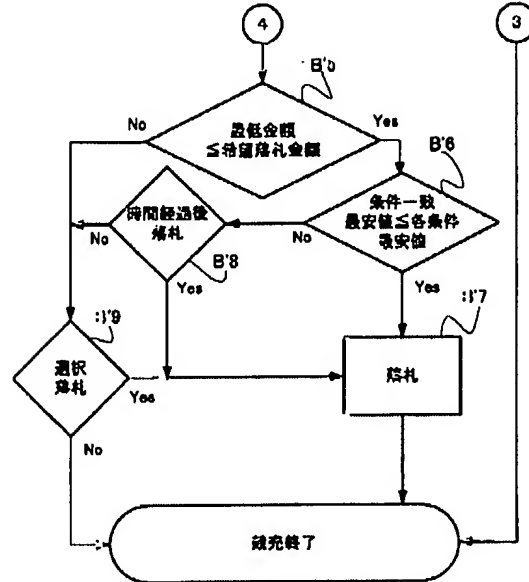 4
3
No
最低金額
≦希望落札金額
Yes
B'6
時間経過後
落札
No
条件一致
最安値≦各条件
最安値
No
B'8
Yes
Yes
B'9
選択
落札
Yes
B'7
落札
No
競売終了